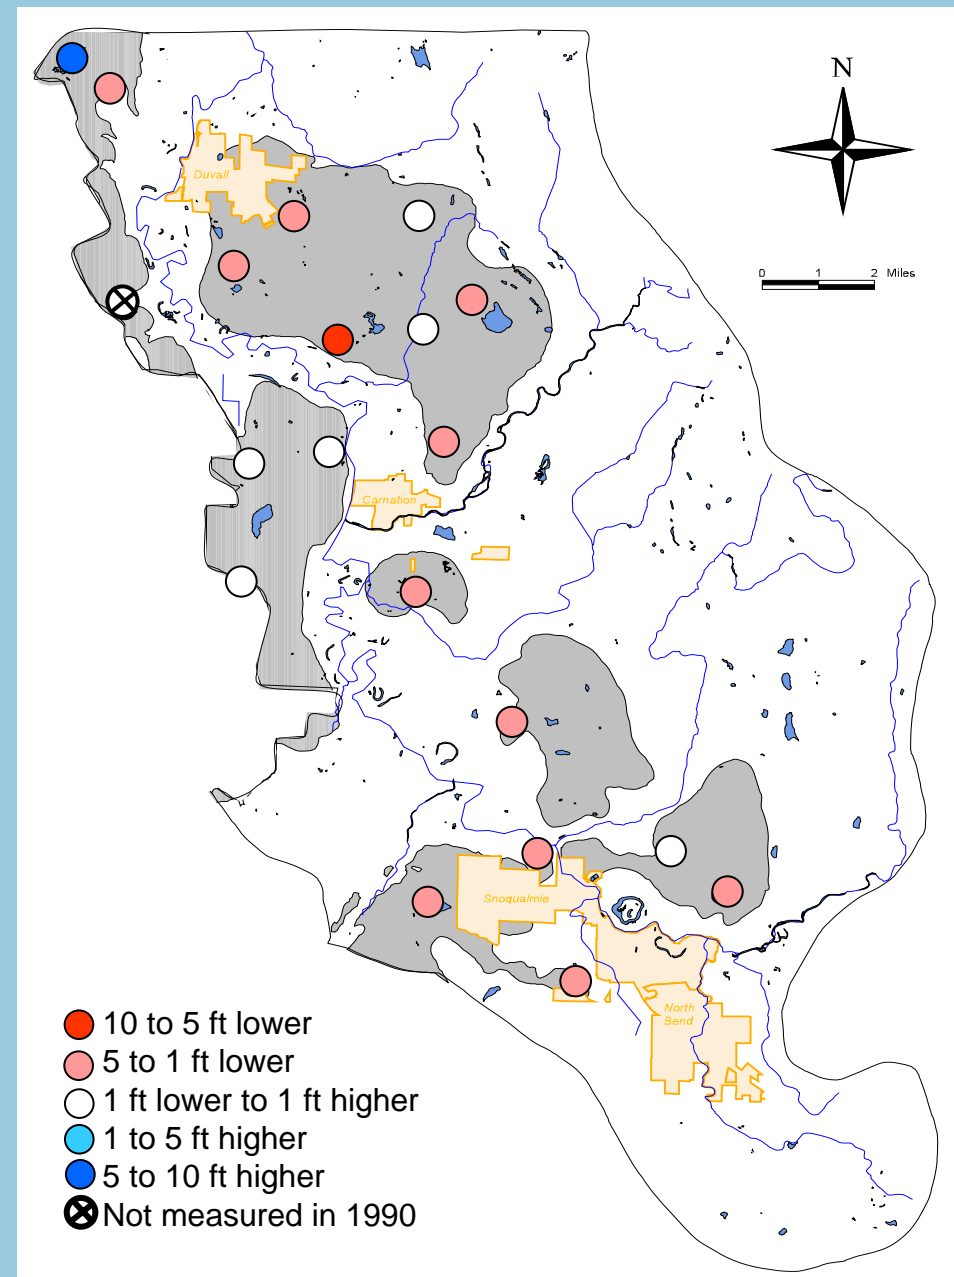 N
Duvall
0 1 2 Miles
Carnation
Snoqualmie
North
Bend
10 to 5 ft lower
5 to 1 ft lower
1 ft lower to 1 ft higher
1 to 5 ft higher
5 to 10 ft higher
Not measured in 1990